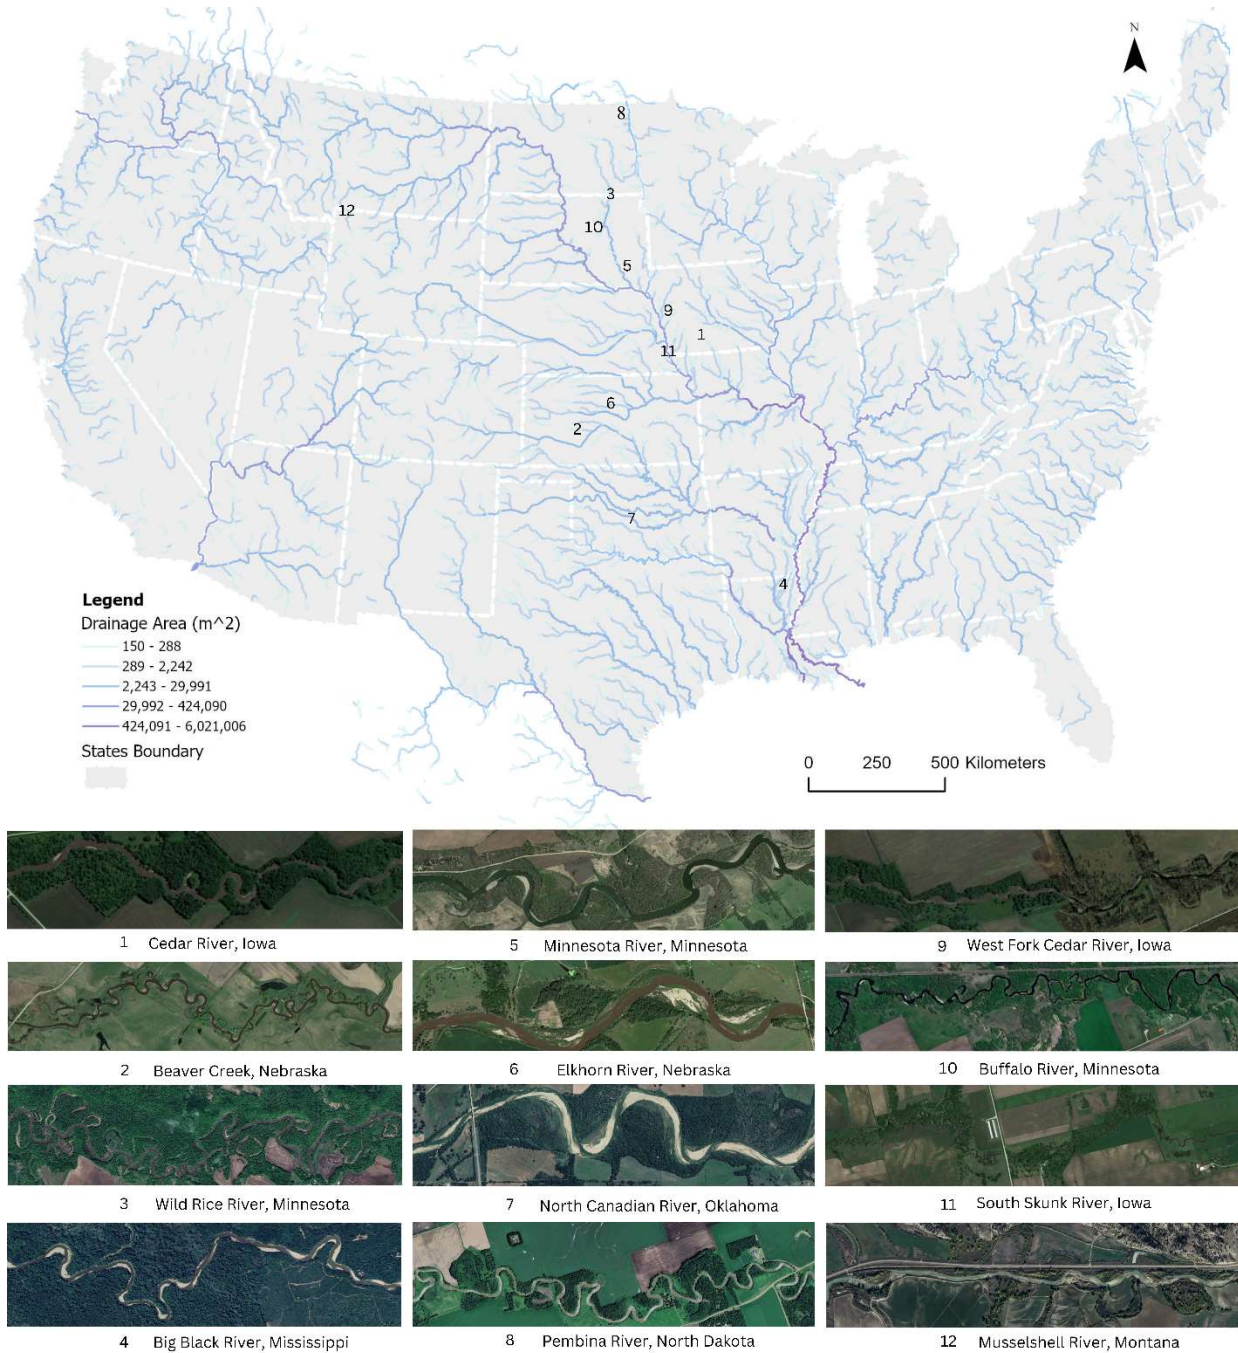 N
8
3
12
10
5
9
1
11
6
2
7
4
Legend
Drainage Area (m^2)
150 - 288
289 - 2,242
2,243 - 29,991
29,992 - 424,090
424,091 - 6,021,006
States Boundary
0 250 500 Kilometers
1 Cedar River, Iowa
5 Minnesota River, Minnesota
9 West Fork Cedar River, Iowa
2 Beaver Creek, Nebraska
6 Elkhorn River, Nebraska
10 Buffalo River, Minnesota
3 Wild Rice River, Minnesota
7 North Canadian River, Oklahoma
11 South Skunk River, Iowa
4 Big Black River, Mississippi
8 Pembina River, North Dakota
12 Musselshell River, Montana